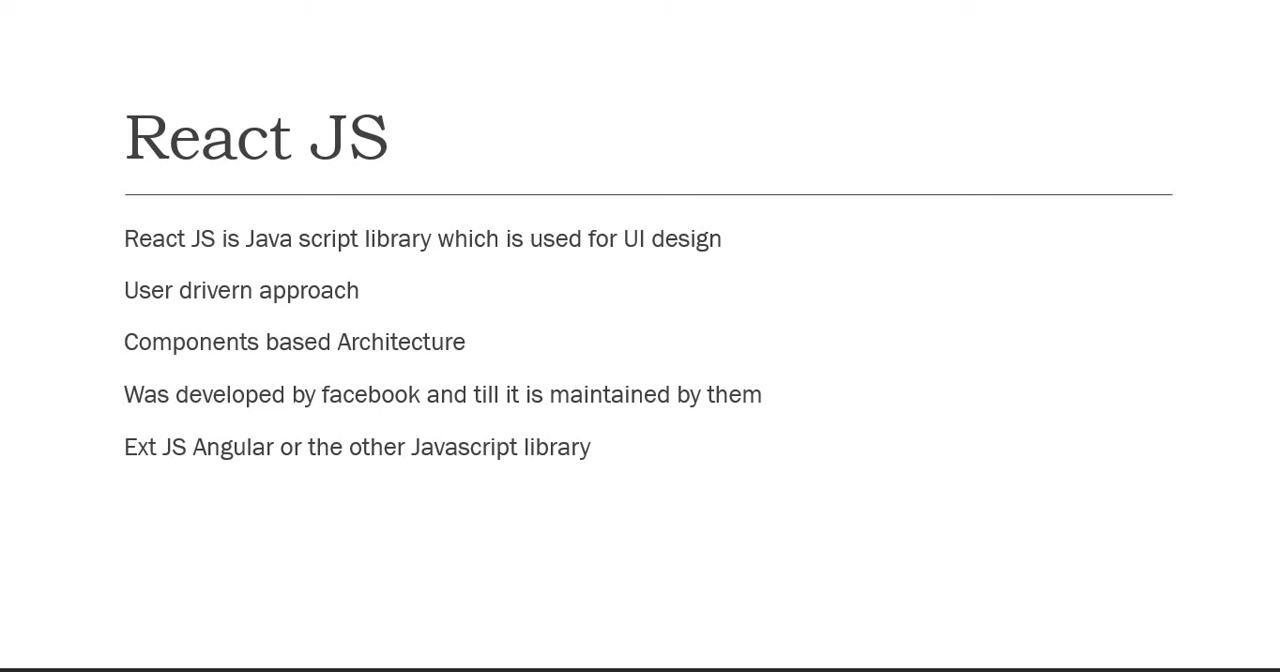 React JS
React JS is Java script library which is used for UI design
User drivern approach
Components based Architecture
Was developed by facebook and till it is maintained by them
Ext JS Angular or the other Javascript library